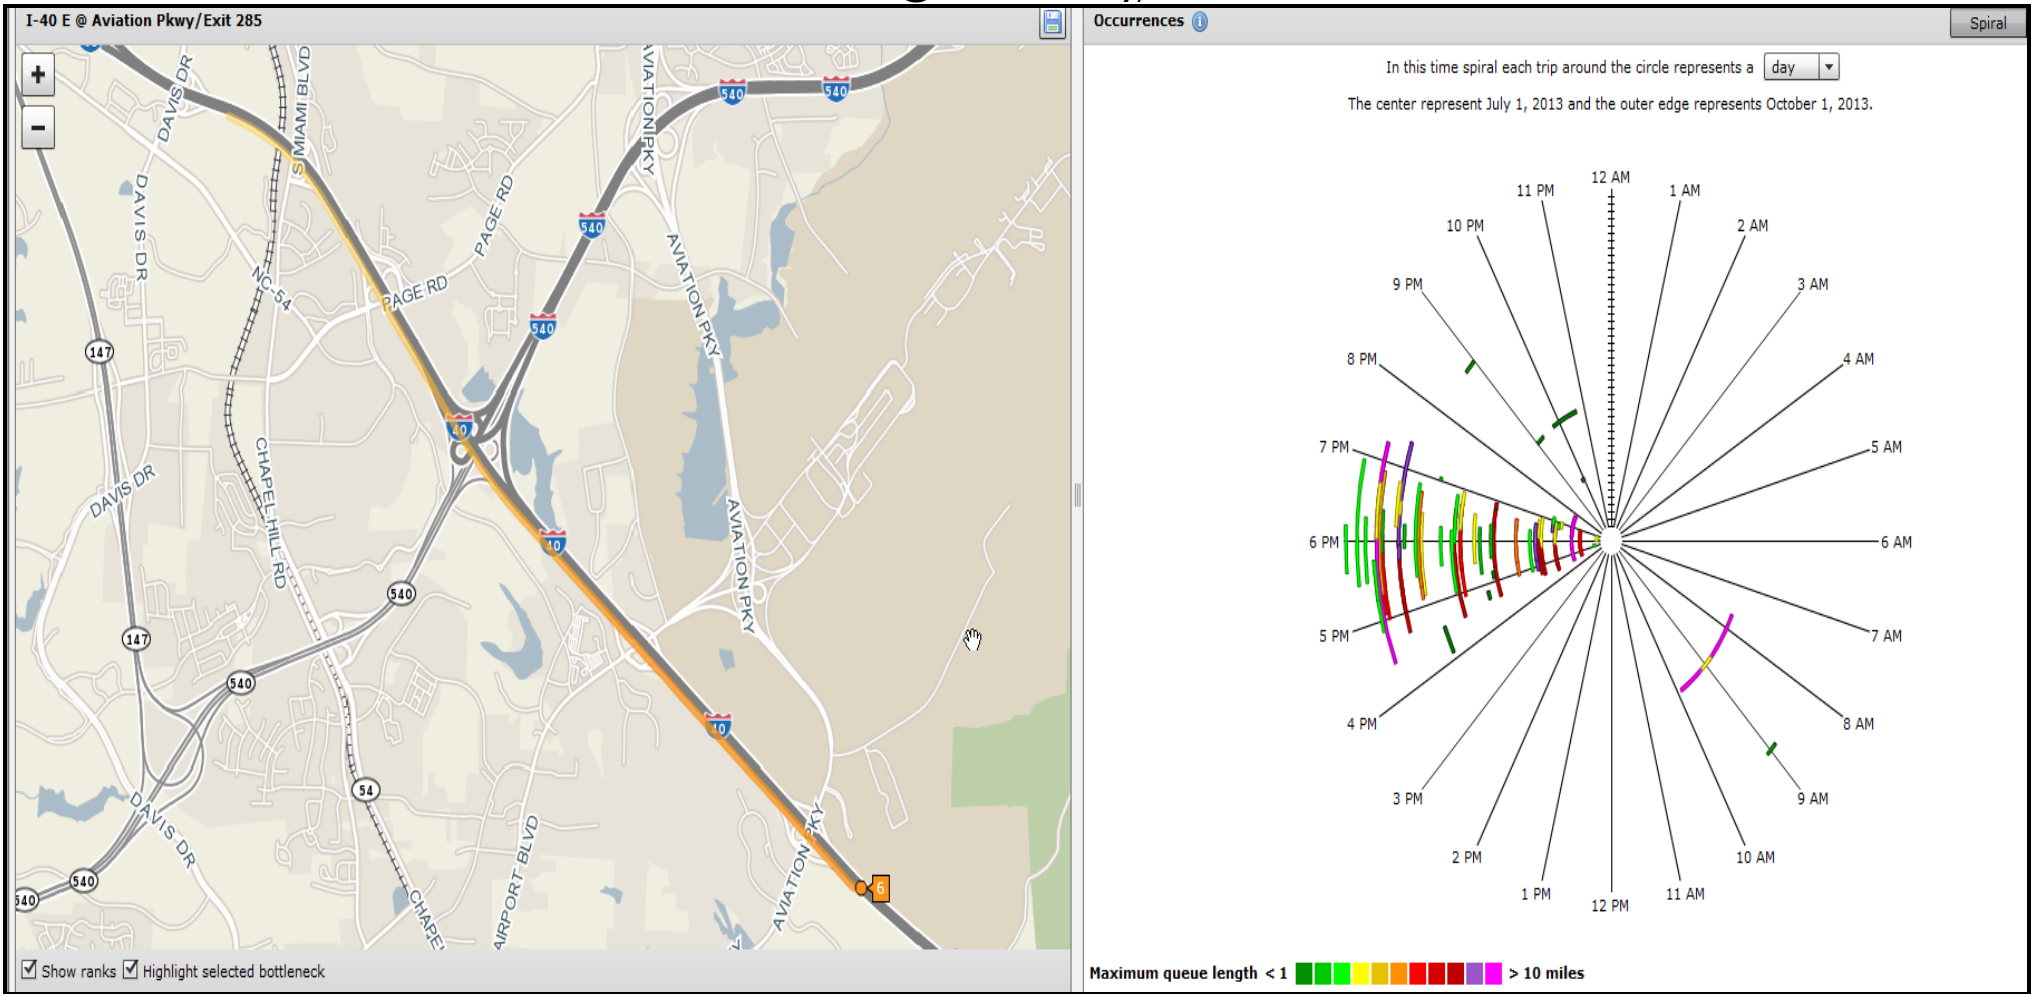 I-40 E @ Aviation Pkwy/Exit 285
+
−
DAVIS DR
S MIAMI BLVD
AVIATION PKY
540
540
DAVIS DR
PAGE RD
540
NC-54
PAGE RD
AVIATION PKY
540
147
40
DAVIS DR
CHAPEL HILL RD
AVIATION PKY
40
540
147
540
40
54
DAVIS DR
AIRPORT BLVD
AVIATION PKY
540
540
CHAPEL
6
Show ranks
Highlight selected bottleneck
Occurrences
Spiral
In this time spiral each trip around the circle represents a day
The center represent July 1, 2013 and the outer edge represents October 1, 2013.
12 AM
11 PM
1 AM
10 PM
2 AM
9 PM
3 AM
8 PM
4 AM
7 PM
5 AM
6 PM
6 AM
5 PM
7 AM
4 PM
8 AM
3 PM
9 AM
2 PM
10 AM
1 PM
12 PM
11 AM
Maximum queue length < 1 > 10 miles